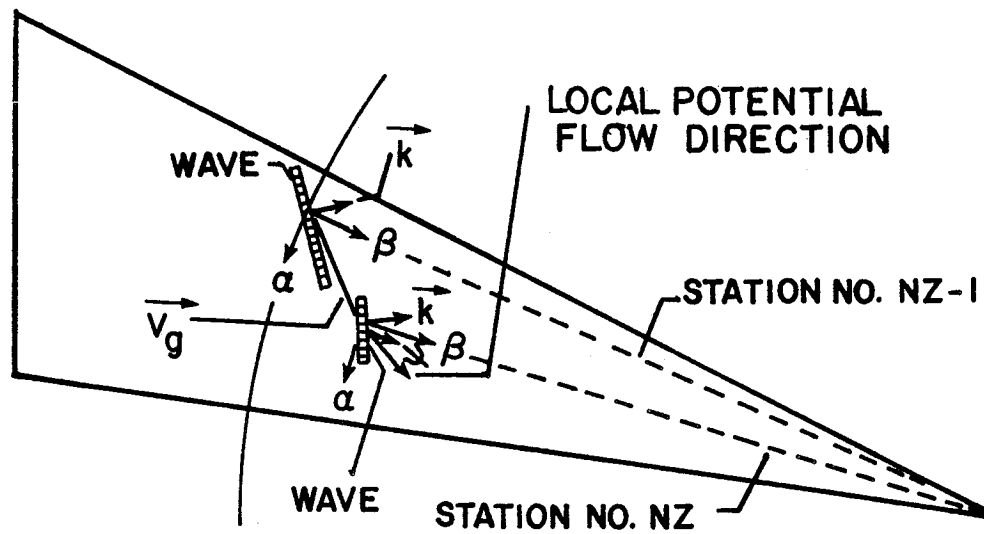 LOCAL POTENTIAL
FLOW DIRECTION
WAVE
k
β
α
STATION NO. NZ-1
Vg
k
β
α
WAVE
STATION NO. NZ